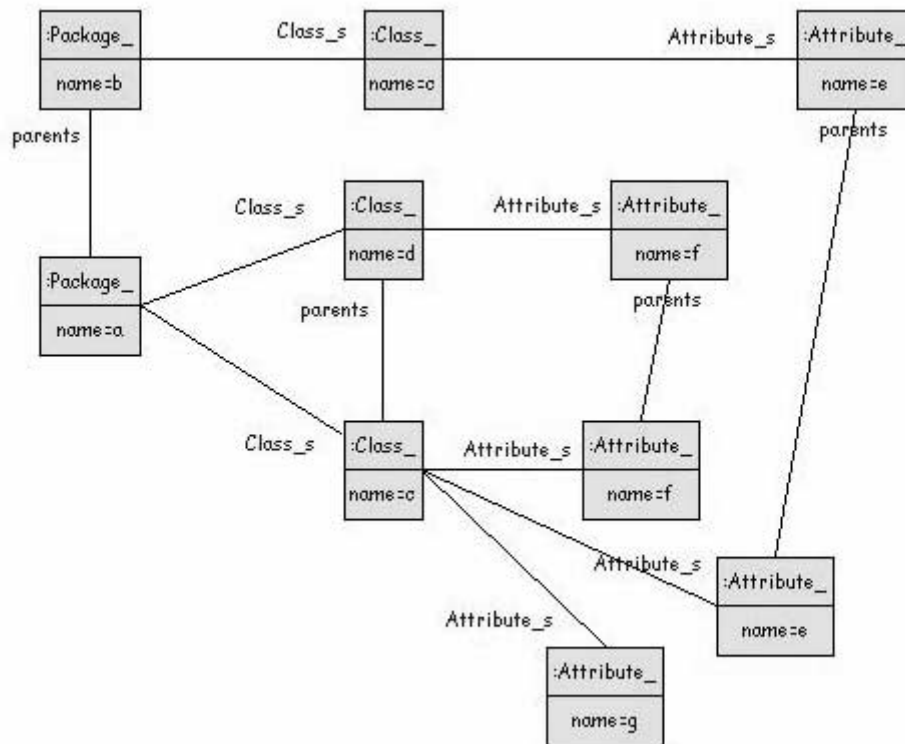 :Package_
name=b
Class_s
:Class_
name=c
Attribute_s
:Attribute_
name=e
parents
parents
Class_s
:Class_
name=d
Attribute_s
:Attribute_
name=f
:Package_
name=a
parents
parents
Class_s
:Class_
name=c
Attribute_s
:Attribute_
name=f
Attribute_s
:Attribute_
name=e
Attribute_s
:Attribute_
name=g